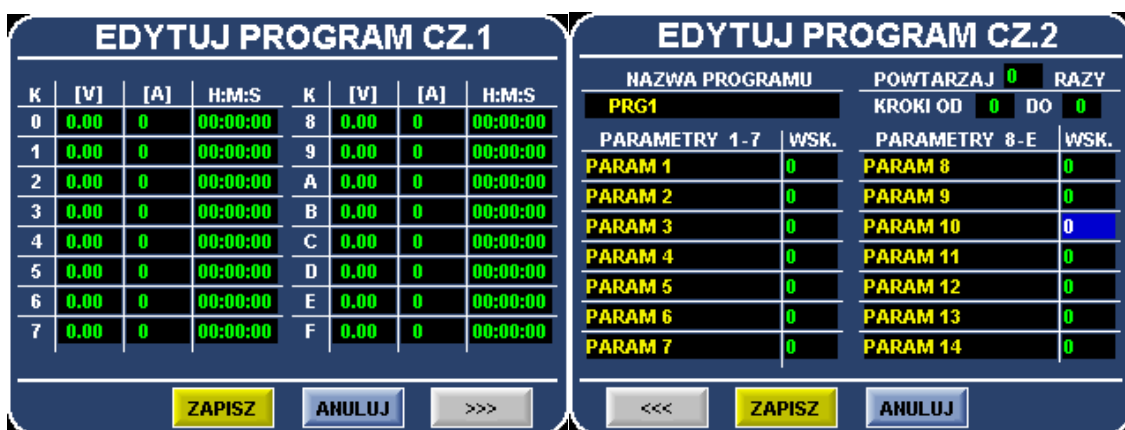 EDYTUJ PROGRAM CZ.1
K [V] [A] H:M:S K [V] [A] H:M:S
0 0.00 0 00:00:00 8 0.00 0 00:00:00
1 0.00 0 00:00:00 9 0.00 0 00:00:00
2 0.00 0 00:00:00 A 0.00 0 00:00:00
3 0.00 0 00:00:00 B 0.00 0 00:00:00
4 0.00 0 00:00:00 C 0.00 0 00:00:00
5 0.00 0 00:00:00 D 0.00 0 00:00:00
6 0.00 0 00:00:00 E 0.00 0 00:00:00
7 0.00 0 00:00:00 F 0.00 0 00:00:00
ZAPISZ ANULUJ >>>
EDYTUJ PROGRAM CZ.2
NAZWA PROGRAMU POWTARZAJ 0 RAZY
PRG1 KROKI OD 0 DO 0
PARAMETRY 1-7 WSK. PARAMETRY 8-E WSK.
PARAM 1 0 PARAM 8 0
PARAM 2 0 PARAM 9 0
PARAM 3 0 PARAM 10 0
PARAM 4 0 PARAM 11 0
PARAM 5 0 PARAM 12 0
PARAM 6 0 PARAM 13 0
PARAM 7 0 PARAM 14 0
<<< ZAPISZ ANULUJ